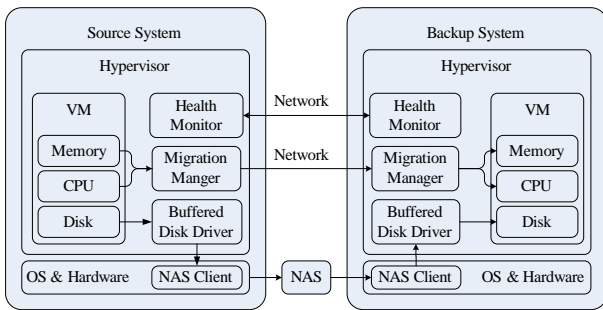 Source System
Backup System
Hypervisor
Hypervisor
VM
Health
Monitor
Network
Health
Monitor
VM
Memory
CPU
Migration
Manger
Network
Migration
Manager
Memory
CPU
Disk
Buffered
Disk Driver
Buffered
Disk Driver
Disk
OS & Hardware
NAS Client
NAS
NAS Client
OS & Hardware